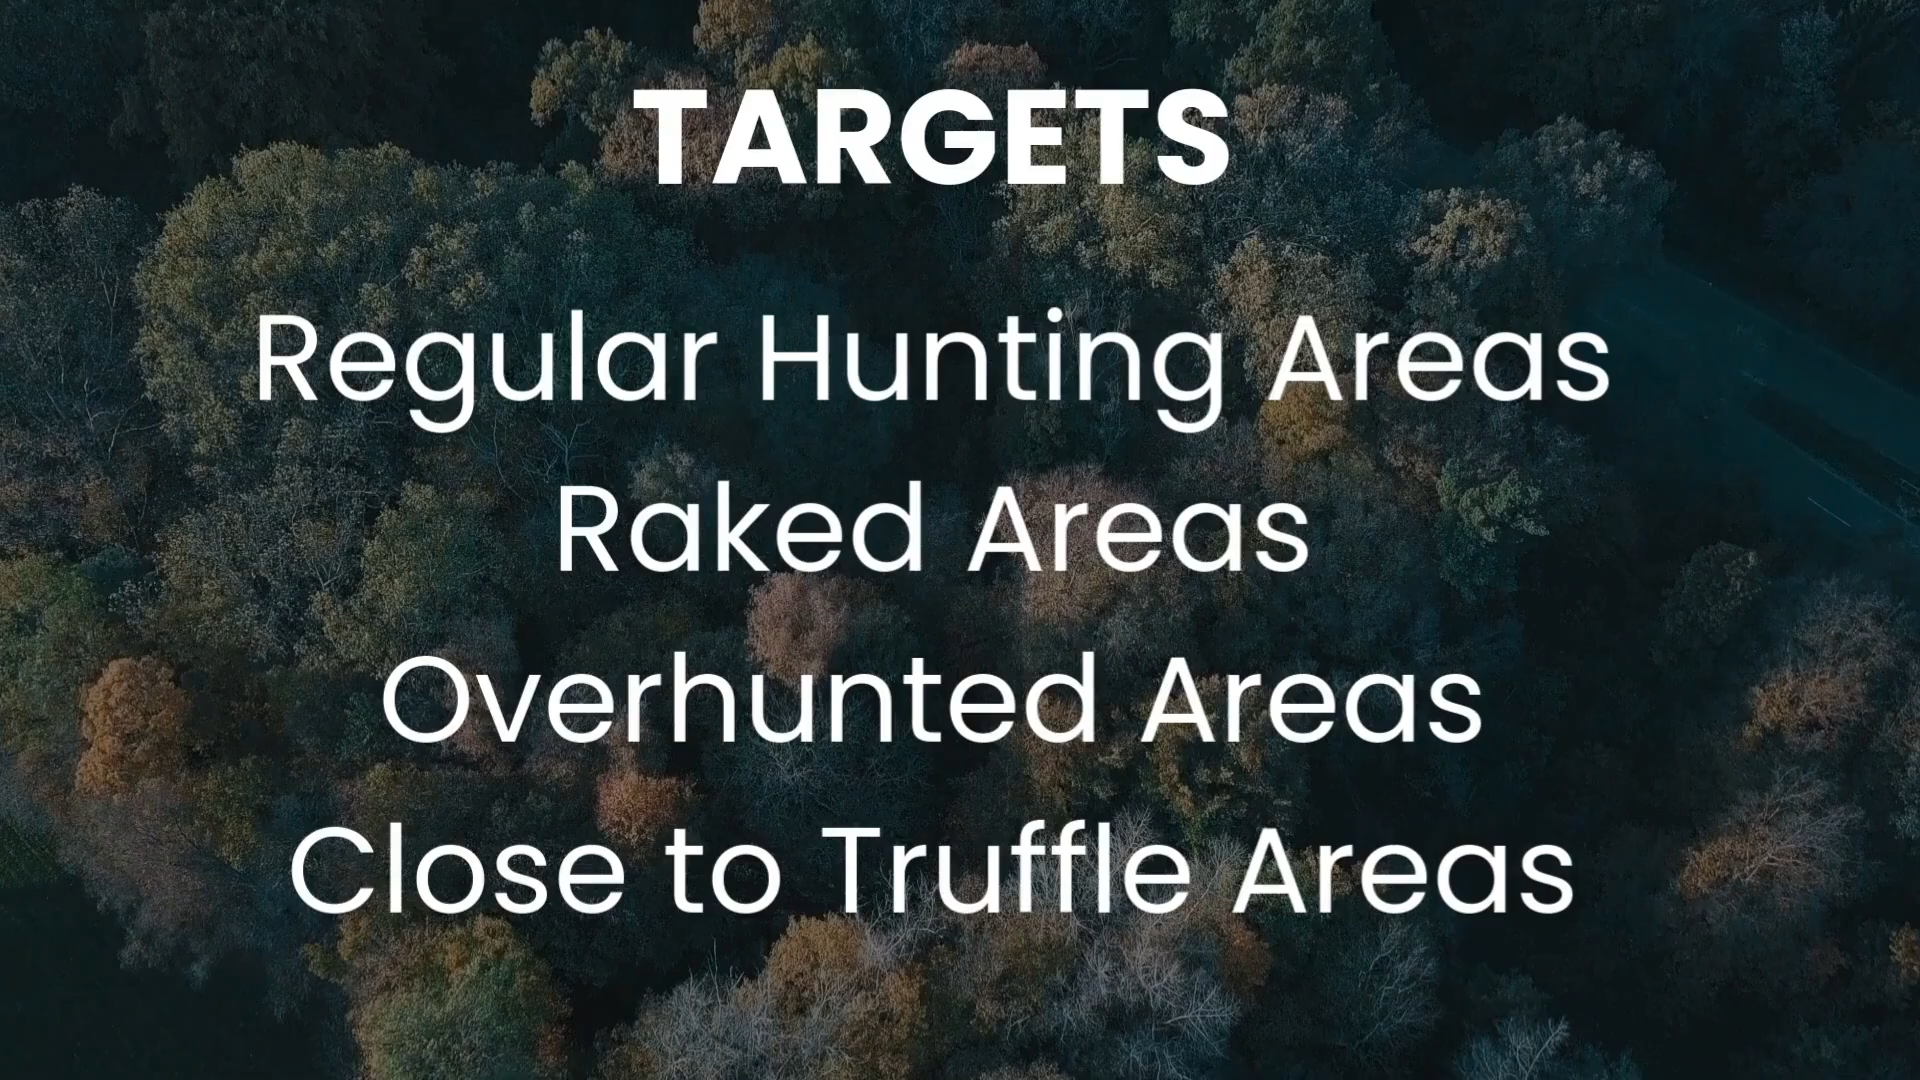 TARGETS
Regular Hunting Areas
Raked Areas
Overhunted Areas
Close to Truffle Areas